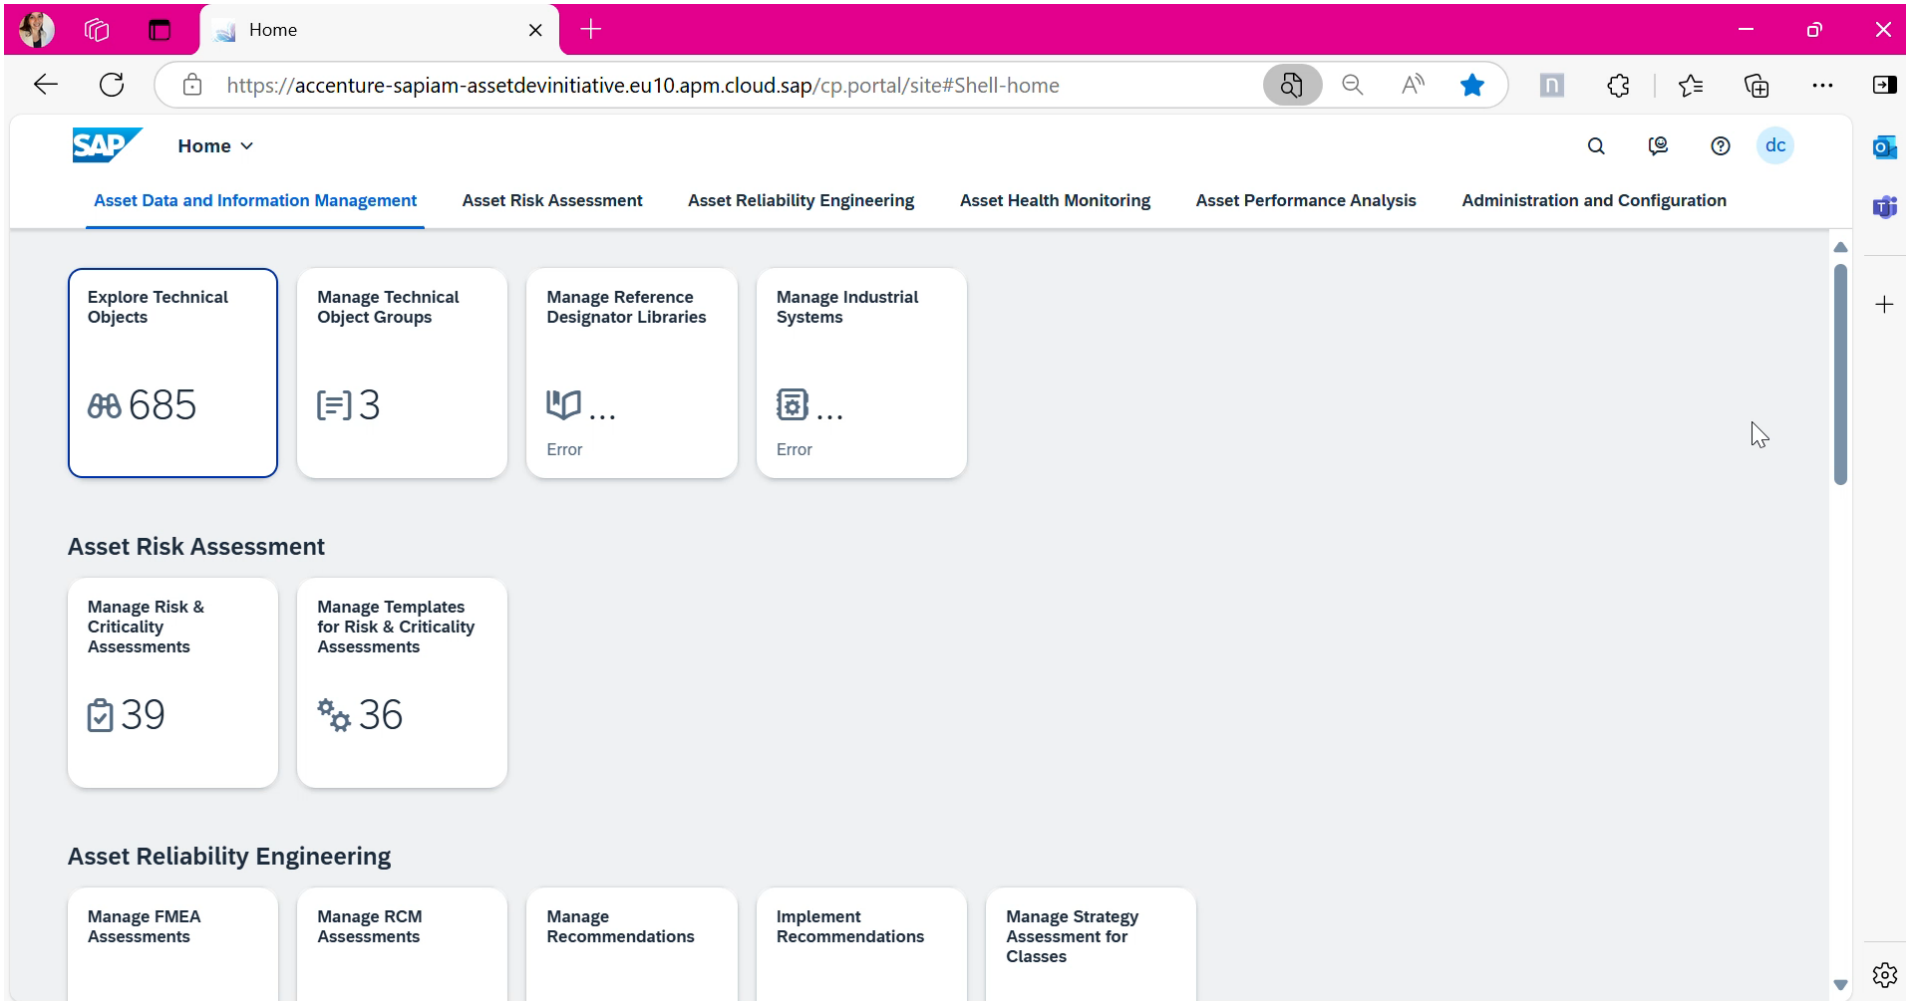 Home
https://accenture-sapiam-assetdevinitiative.eu10.apm.cloud.sap/cp.portal/site#Shell-home
SAP Home dc
Asset Data and Information Management Asset Risk Assessment Asset Reliability Engineering Asset Health Monitoring Asset Performance Analysis Administration and Configuration
Explore Technical
Objects
685
Manage Technical
Object Groups
3
Manage Reference
Designator Libraries
...
Error
Manage Industrial
Systems
...
Error
Asset Risk Assessment
Manage Risk &
Criticality
Assessments
39
Manage Templates
for Risk & Criticality
Assessments
36
Asset Reliability Engineering
Manage FMEA
Assessments
Manage RCM
Assessments
Manage
Recommendations
Implement
Recommendations
Manage Strategy
Assessment for
Classes